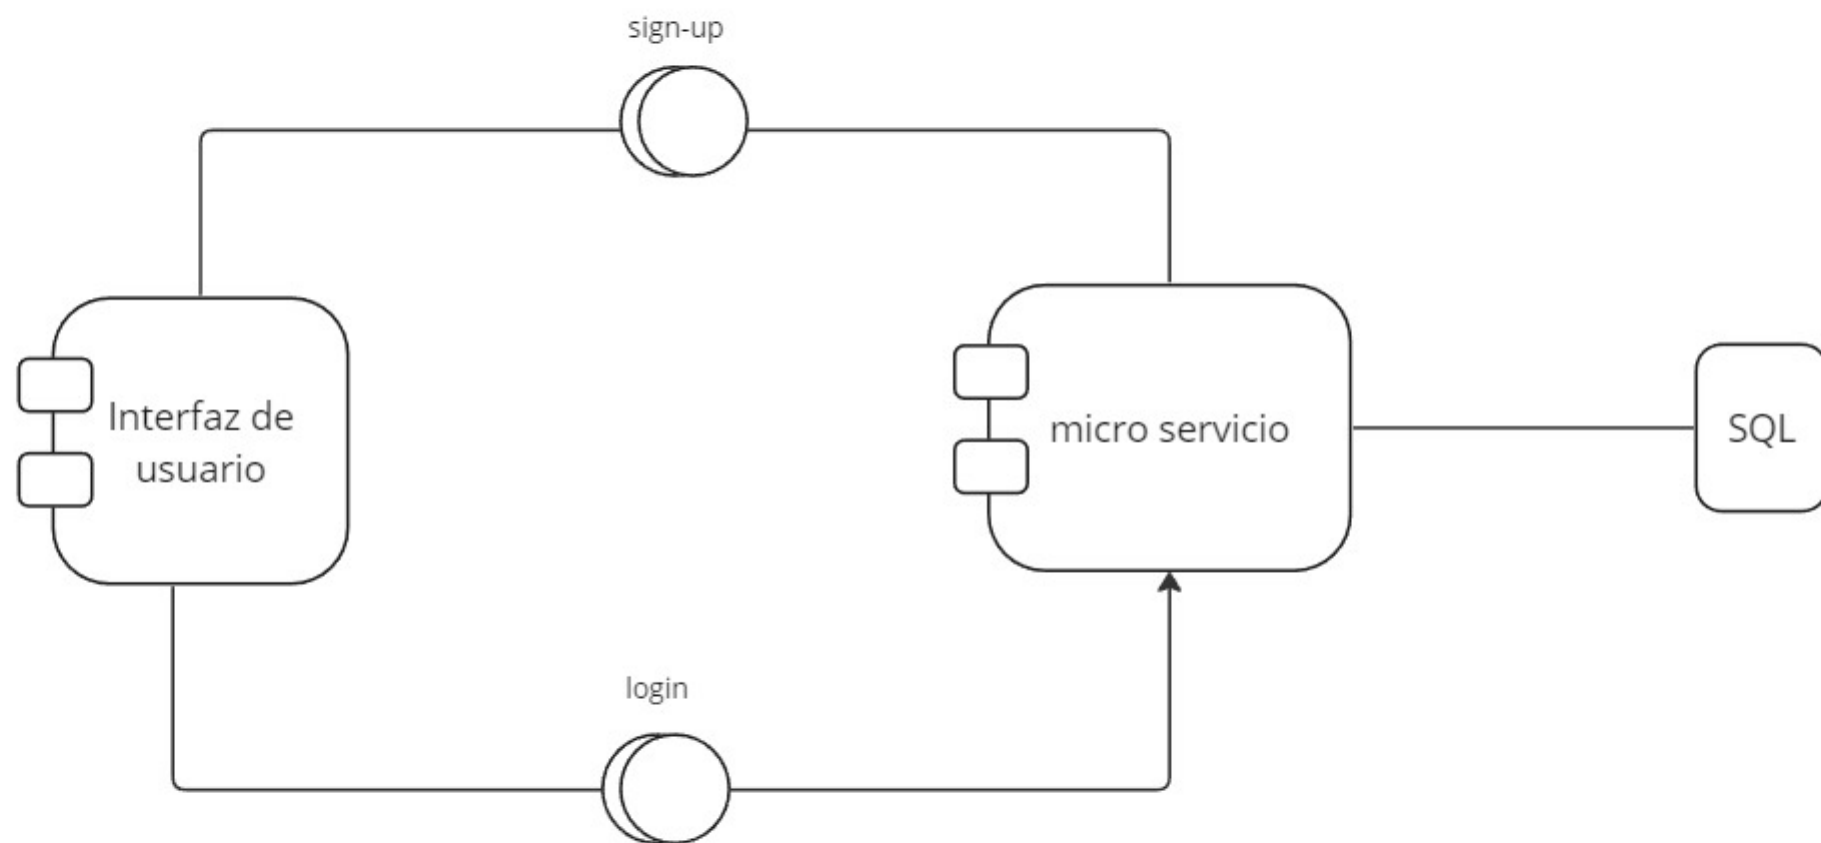 sign-up
Interfaz de
usuario
micro servicio
SQL
login